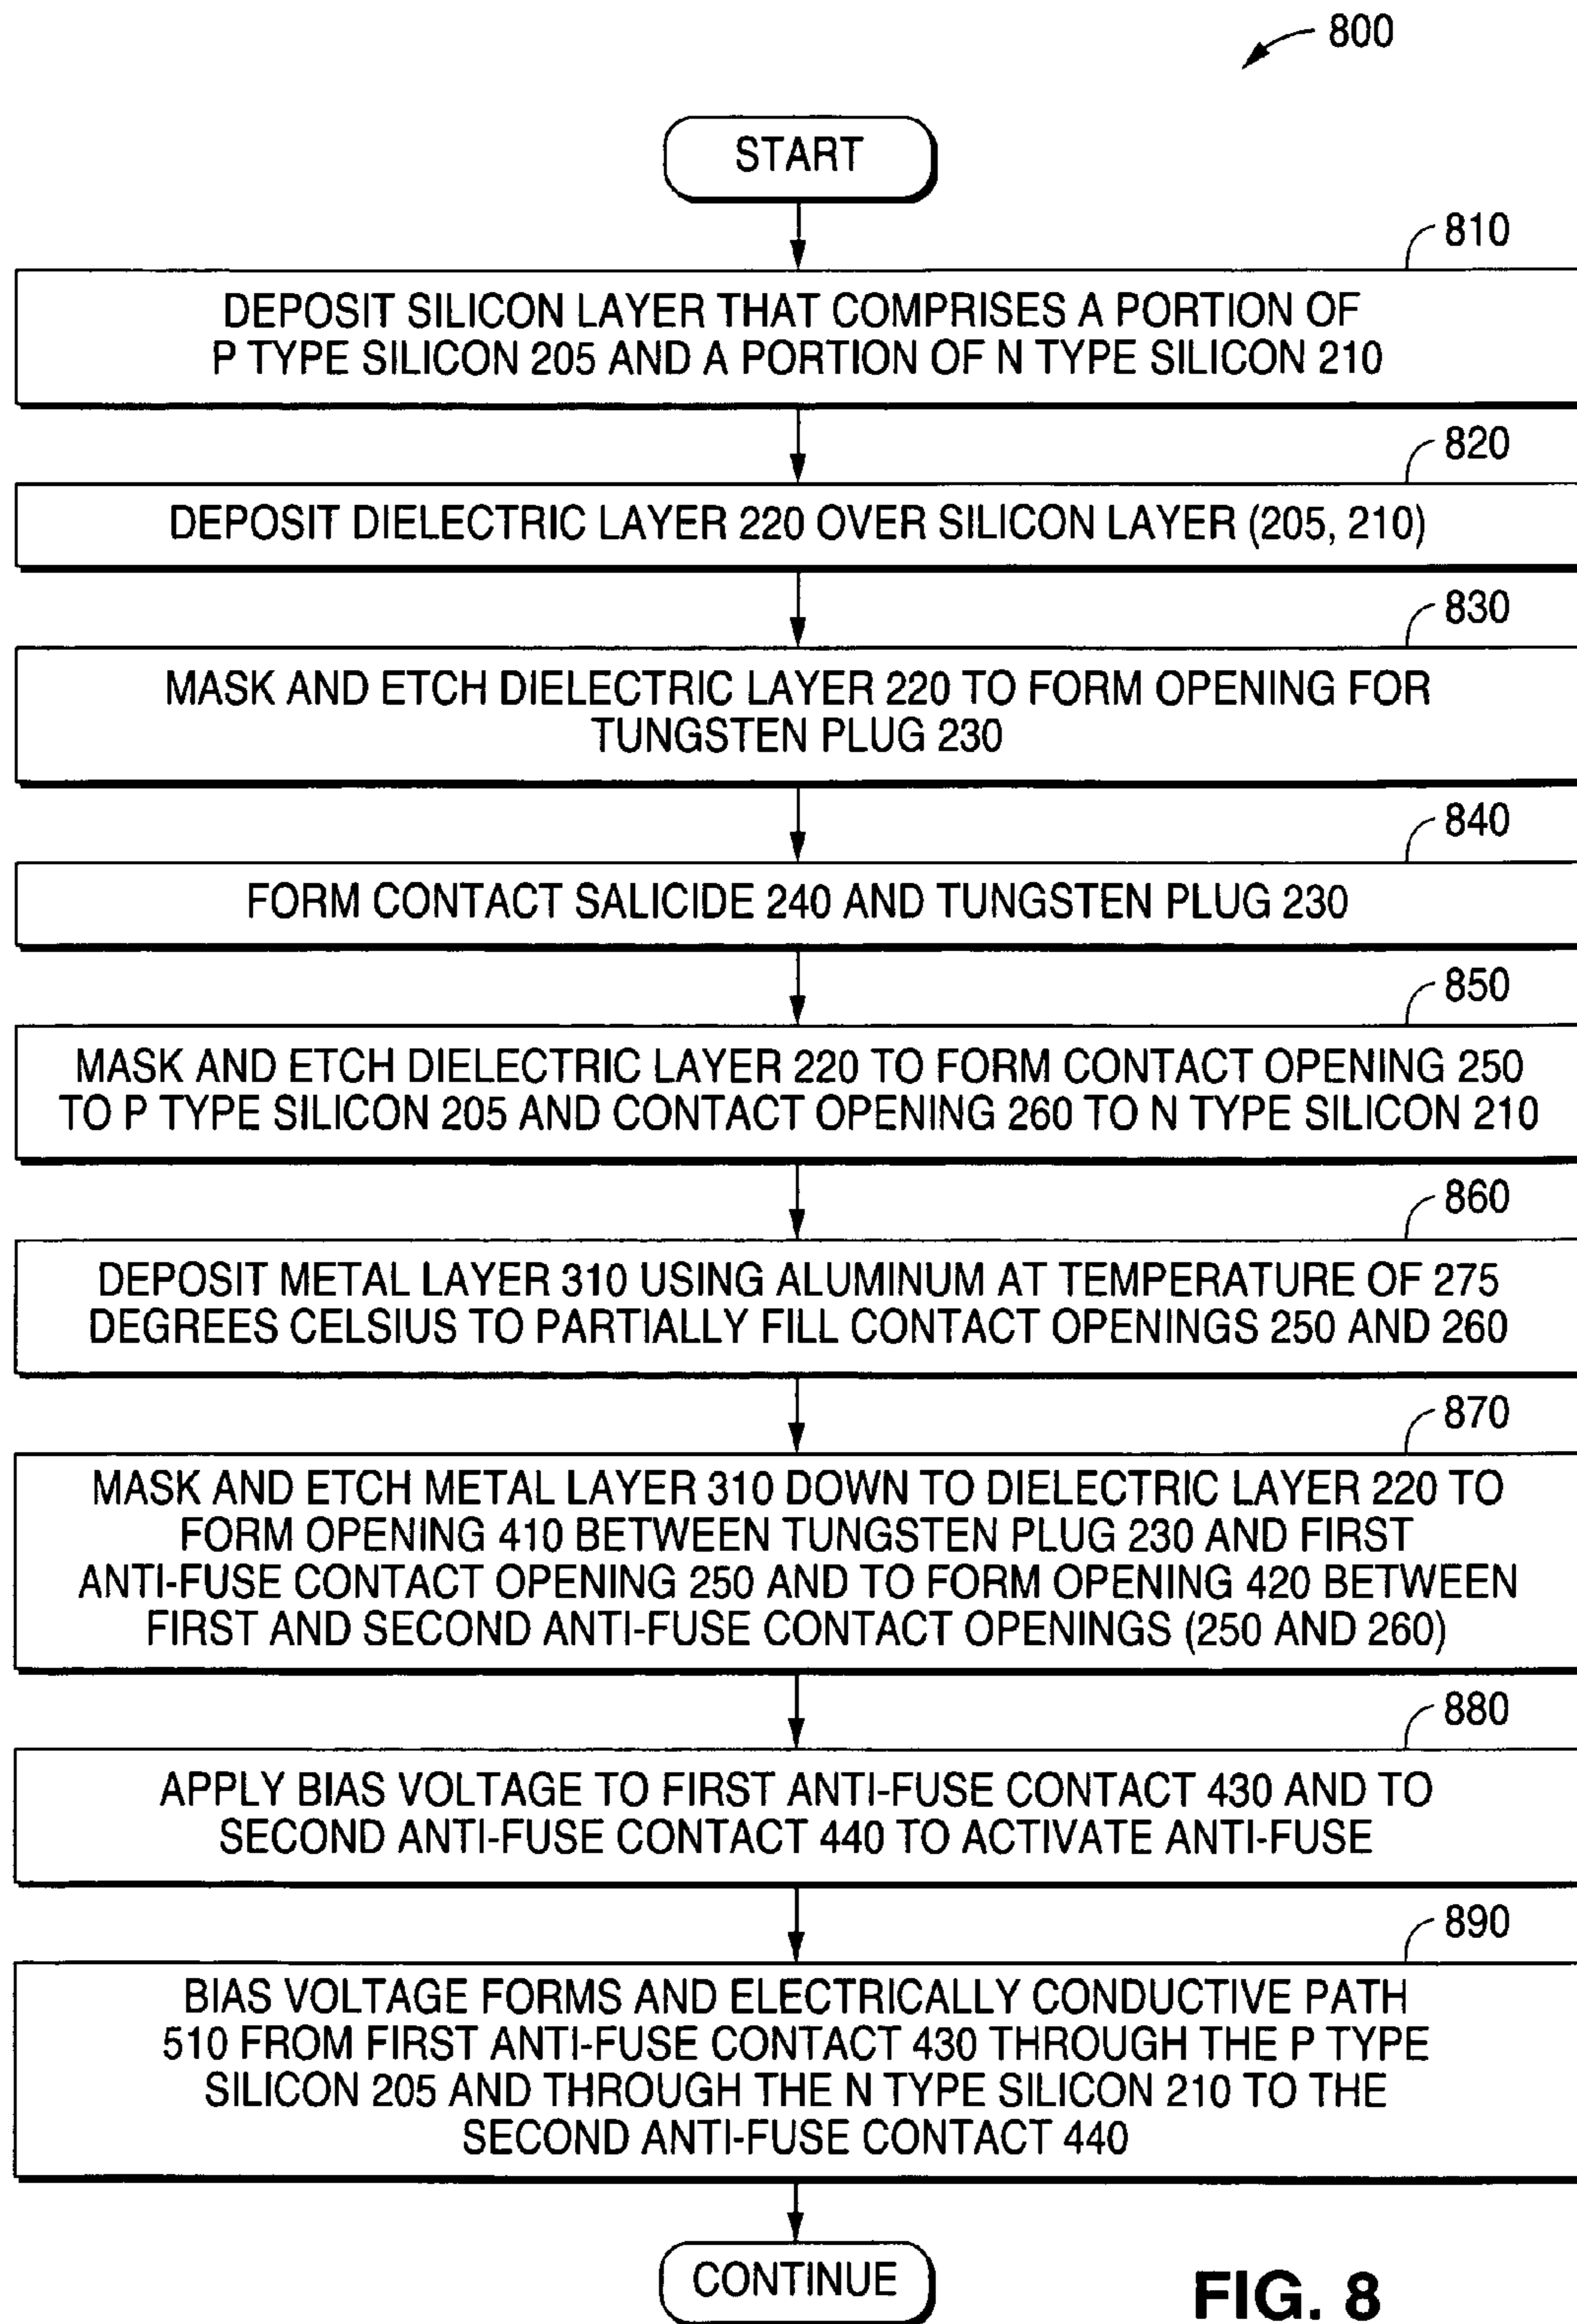 800
START
810
DEPOSIT SILICON LAYER THAT COMPRISES A PORTION OF
P TYPE SILICON 205 AND A PORTION OF N TYPE SILICON 210
820
DEPOSIT DIELECTRIC LAYER 220 OVER SILICON LAYER (205, 210)
830
MASK AND ETCH DIELECTRIC LAYER 220 TO FORM OPENING FOR
TUNGSTEN PLUG 230
840
FORM CONTACT SALICIDE 240 AND TUNGSTEN PLUG 230
850
MASK AND ETCH DIELECTRIC LAYER 220 TO FORM CONTACT OPENING 250
TO P TYPE SILICON 205 AND CONTACT OPENING 260 TO N TYPE SILICON 210
860
DEPOSIT METAL LAYER 310 USING ALUMINUM AT TEMPERATURE OF 275
DEGREES CELSIUS TO PARTIALLY FILL CONTACT OPENINGS 250 AND 260
870
MASK AND ETCH METAL LAYER 310 DOWN TO DIELECTRIC LAYER 220 TO
FORM OPENING 410 BETWEEN TUNGSTEN PLUG 230 AND FIRST
ANTI-FUSE CONTACT OPENING 250 AND TO FORM OPENING 420 BETWEEN
FIRST AND SECOND ANTI-FUSE CONTACT OPENINGS (250 AND 260)
880
APPLY BIAS VOLTAGE TO FIRST ANTI-FUSE CONTACT 430 AND TO
SECOND ANTI-FUSE CONTACT 440 TO ACTIVATE ANTI-FUSE
890
BIAS VOLTAGE FORMS AND ELECTRICALLY CONDUCTIVE PATH
510 FROM FIRST ANTI-FUSE CONTACT 430 THROUGH THE P TYPE
SILICON 205 AND THROUGH THE N TYPE SILICON 210 TO THE
SECOND ANTI-FUSE CONTACT 440
CONTINUE
FIG. 8